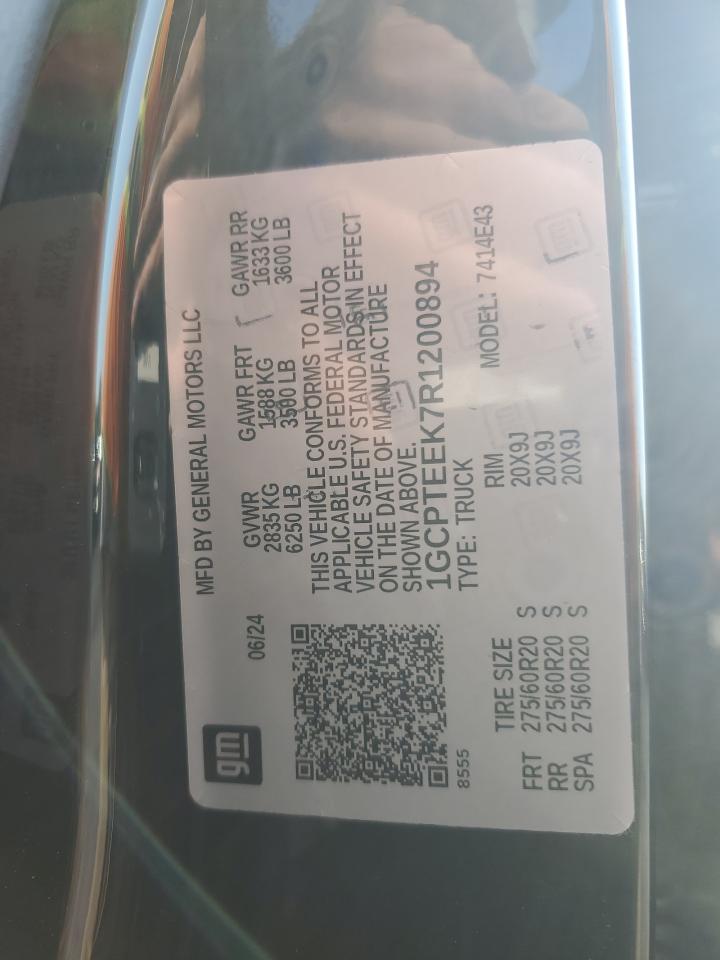 gm
MFD BY GENERAL MOTORS LLC
06/24
GVWR GAWR FRT GAWR RR
2835 KG 1588 KG 1633 KG
6250 LB 3500 LB 3600 LB
THIS VEHICLE CONFORMS TO ALL
APPLICABLE U.S. FEDERAL MOTOR
VEHICLE SAFETY STANDARDS IN EFFECT
ON THE DATE OF MANUFACTURE
SHOWN ABOVE.
1GCPTEEK7R1200894
8555
TYPE: TRUCK MODEL: 7414E43
TIRE SIZE RIM
FRT 275/60R20 S 20X9J
RR 275/60R20 S 20X9J
SPA 275/60R20 S 20X9J